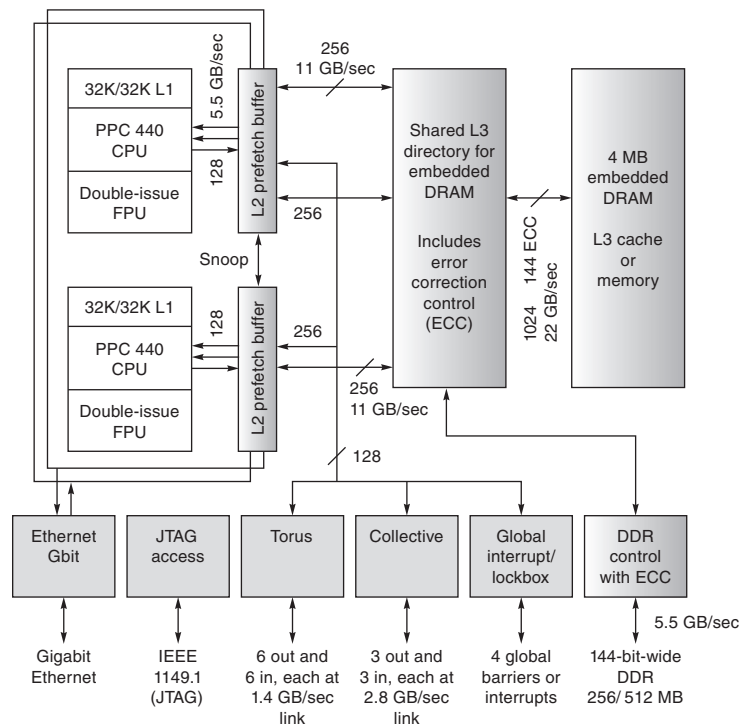 256
11 GB/sec
5.5 GB/sec
32K/32K L1
PPC 440
CPU
Double-issue
FPU
128
L2 prefetch buffer
256
Shared L3
directory for
embedded
DRAM
Includes
error
correction
control
(ECC)
1024
144 ECC
22 GB/sec
4 MB
embedded
DRAM
L3 cache
or
memory
Snoop
32K/32K L1
PPC 440
CPU
Double-issue
FPU
128
L2 prefetch buffer
256
256
11 GB/sec
128
Ethernet
Gbit
JTAG
access
Torus
Collective
Global
interrupt/
lockbox
DDR
control
with ECC
5.5 GB/sec
Gigabit
Ethernet
IEEE
1149.1
(JTAG)
6 out and
6 in, each at
1.4 GB/sec
link
3 out and
3 in, each at
2.8 GB/sec
link
4 global
barriers or
interrupts
144-bit-wide
DDR
256/ 512 MB